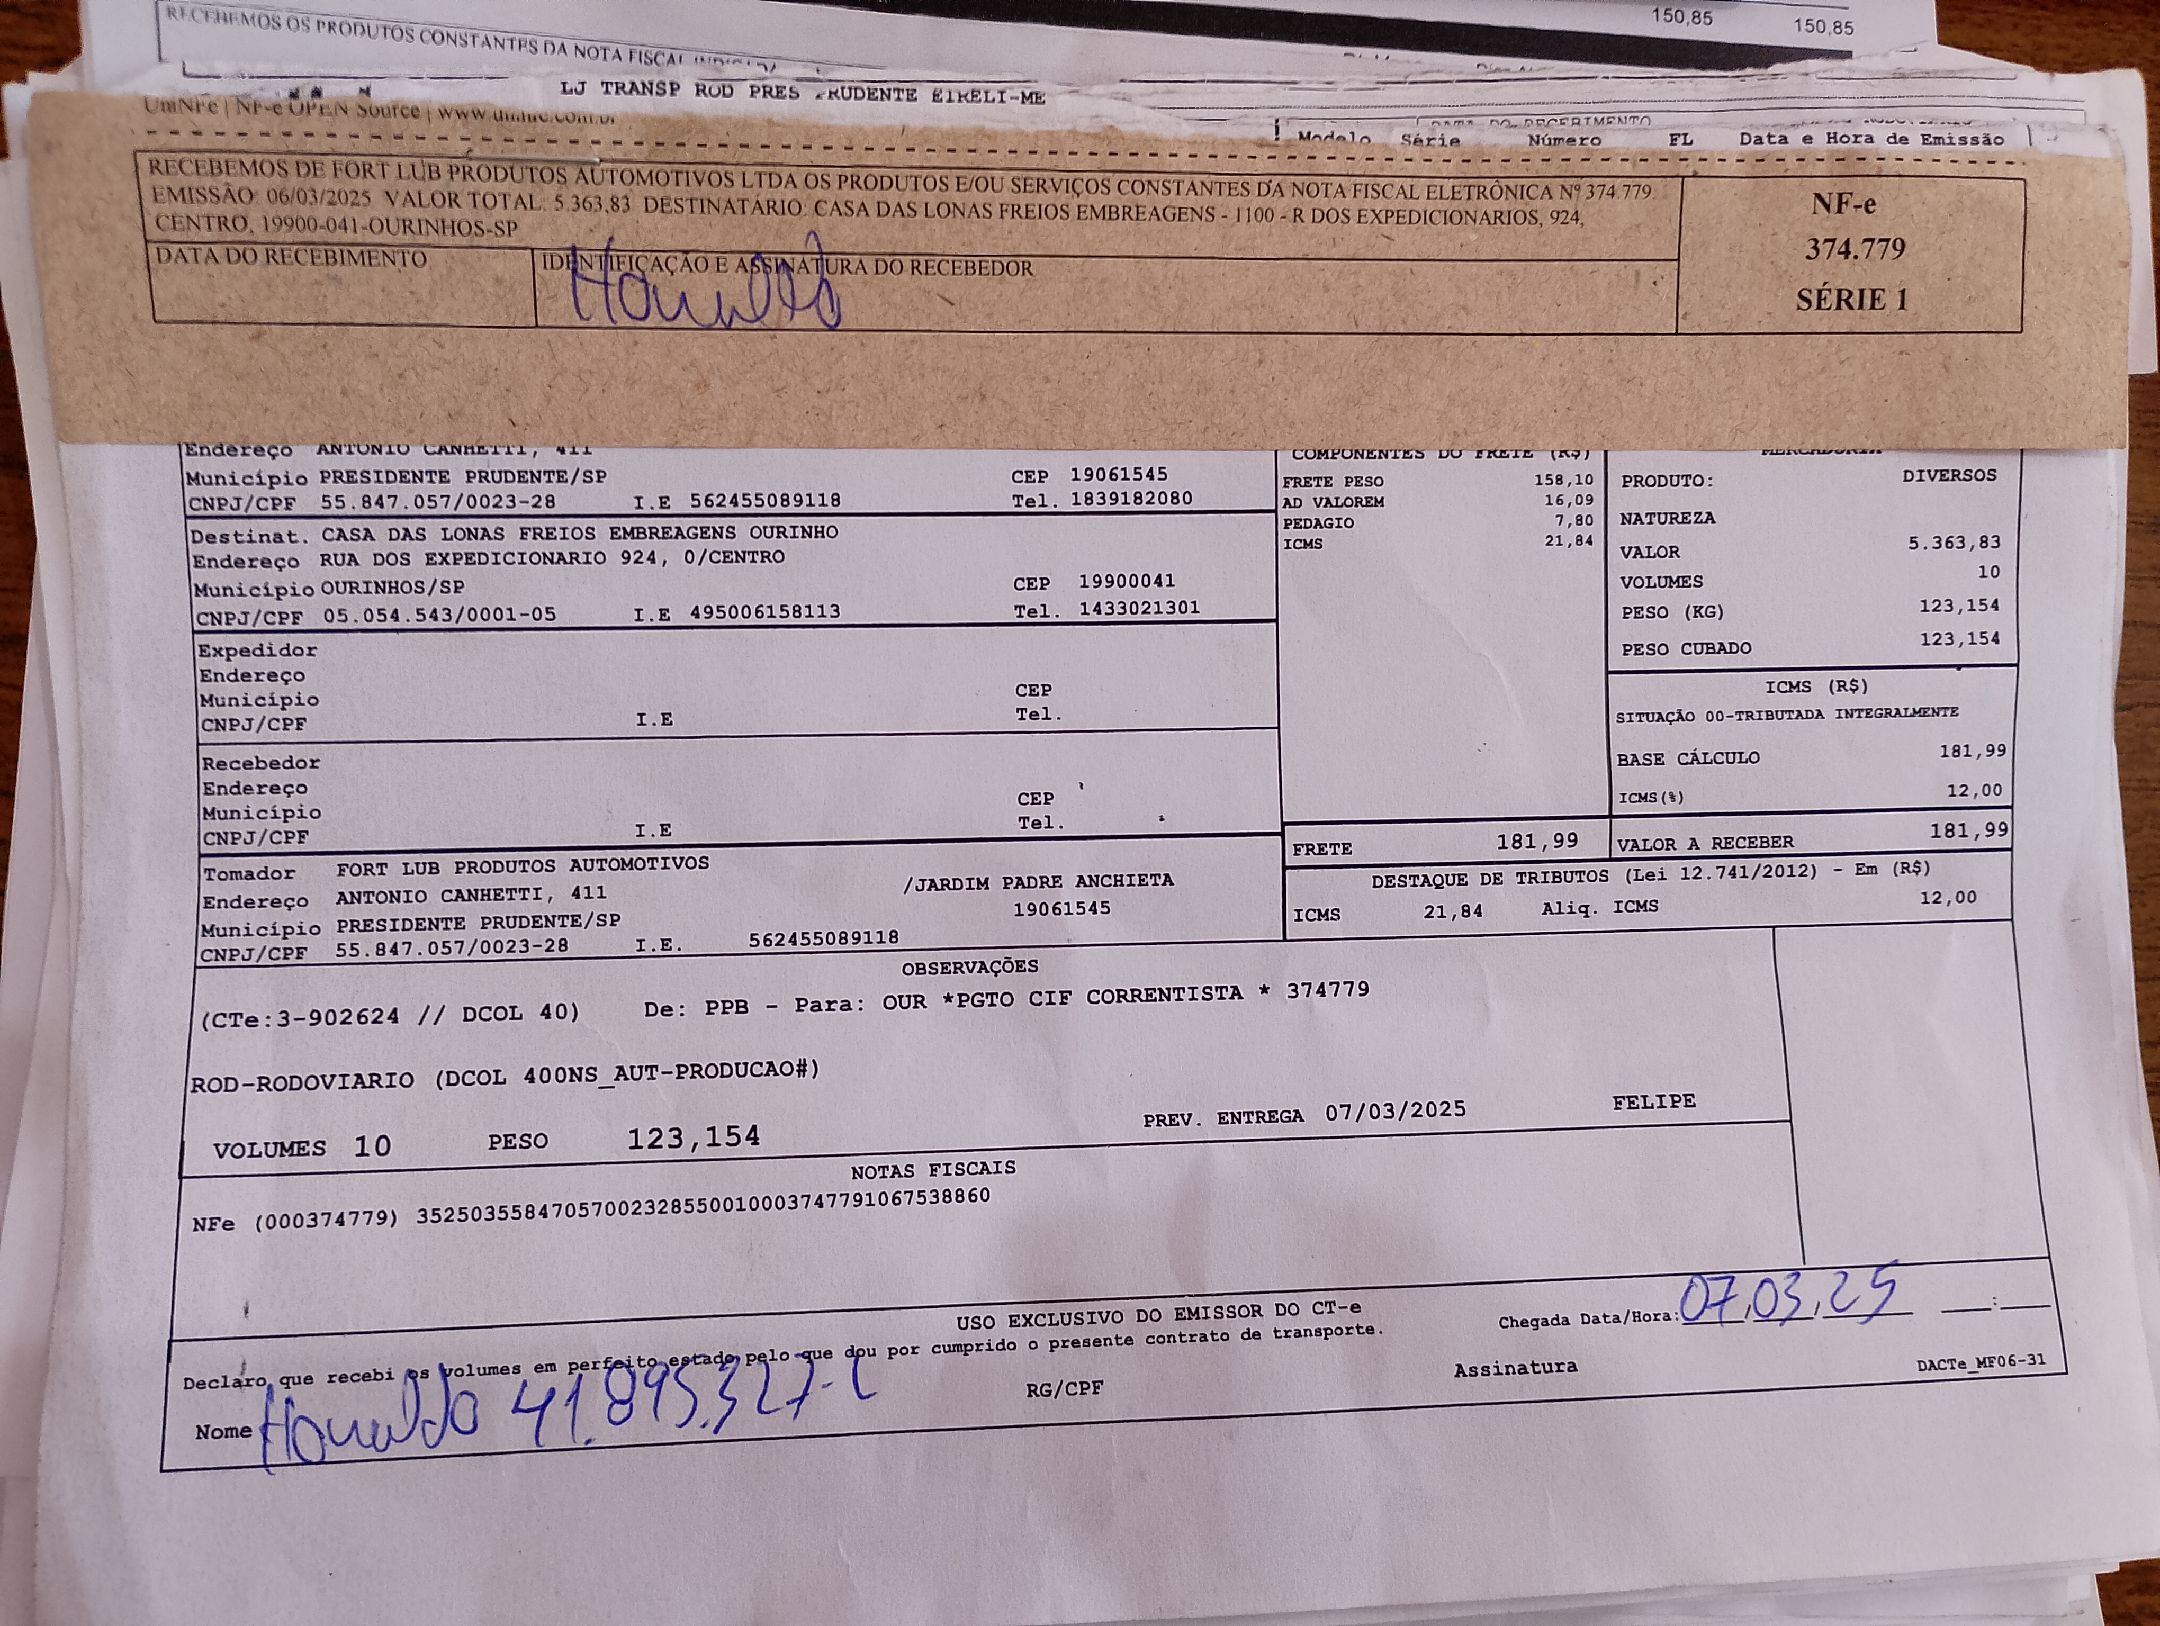 150,85 150,85
RECEBEMOS OS PRODUTOS CONSTANTES DA NOTA FISCAL
LJ TRANSP ROD PRES PRUDENTE EIRELI-ME
UniNFe | NF-e OPEN Source | www.uninfe.com.br
DATA DO RECEBIMENTO
Modelo Série Número FL Data e Hora de Emissão
RECEBEMOS DE FORT LUB PRODUTOS AUTOMOTIVOS LTDA OS PRODUTOS E/OU SERVIÇOS CONSTANTES DA NOTA FISCAL ELETRÔNICA Nº 374.779.
EMISSÃO: 06/03/2025 VALOR TOTAL: 5.363,83 DESTINATÁRIO: CASA DAS LONAS FREIOS EMBREAGENS - 1100 - R DOS EXPEDICIONARIOS, 924,
CENTRO, 19900-041-OURINHOS-SP
NF-e
374.779
SÉRIE 1
DATA DO RECEBIMENTO
IDENTIFICAÇÃO E ASSINATURA DO RECEBEDOR
Endereço ANTONIO CANHETTI, 411
Município PRESIDENTE PRUDENTE/SP CEP 19061545
CNPJ/CPF 55.847.057/0023-28 I.E 562455089118 Tel. 1839182080
Destinat. CASA DAS LONAS FREIOS EMBREAGENS OURINHO
Endereço RUA DOS EXPEDICIONARIO 924, 0/CENTRO
Município OURINHOS/SP CEP 19900041
CNPJ/CPF 05.054.543/0001-05 I.E 495006158113 Tel. 1433021301
Expedidor
Endereço
Município CEP
CNPJ/CPF I.E Tel.
Recebedor
Endereço
Município CEP
CNPJ/CPF I.E Tel.
Tomador FORT LUB PRODUTOS AUTOMOTIVOS
Endereço ANTONIO CANHETTI, 411 /JARDIM PADRE ANCHIETA
Município PRESIDENTE PRUDENTE/SP 19061545
CNPJ/CPF 55.847.057/0023-28 I.E. 562455089118
COMPONENTES DO FRETE (R$)
FRETE PESO 158,10
AD VALOREM 16,09
PEDAGIO 7,80
ICMS 21,84
FRETE 181,99
MERCADORIA
PRODUTO: DIVERSOS
NATUREZA
VALOR 5.363,83
VOLUMES 10
PESO (KG) 123,154
PESO CUBADO 123,154
ICMS (R$)
SITUAÇÃO 00-TRIBUTADA INTEGRALMENTE
BASE CÁLCULO 181,99
ICMS(%) 12,00
VALOR A RECEBER 181,99
DESTAQUE DE TRIBUTOS (Lei 12.741/2012) - Em (R$)
ICMS 21,84 Aliq. ICMS 12,00
OBSERVAÇÕES
(CTe:3-902624 // DCOL 40) De: PPB - Para: OUR *PGTO CIF CORRENTISTA * 374779
ROD-RODOVIARIO (DCOL 400NS_AUT-PRODUCAO#)
VOLUMES 10 PESO 123,154 PREV. ENTREGA 07/03/2025 FELIPE
NOTAS FISCAIS
NFe (000374779) 35250355847057002328550010003747791067538860
USO EXCLUSIVO DO EMISSOR DO CT-e
Chegada Data/Hora: 07,03,25 __:__
Declaro que recebi os volumes em perfeito estado pelo que dou por cumprido o presente contrato de transporte.
Nome 41.895.327- RG/CPF Assinatura DACTe_MF06-31